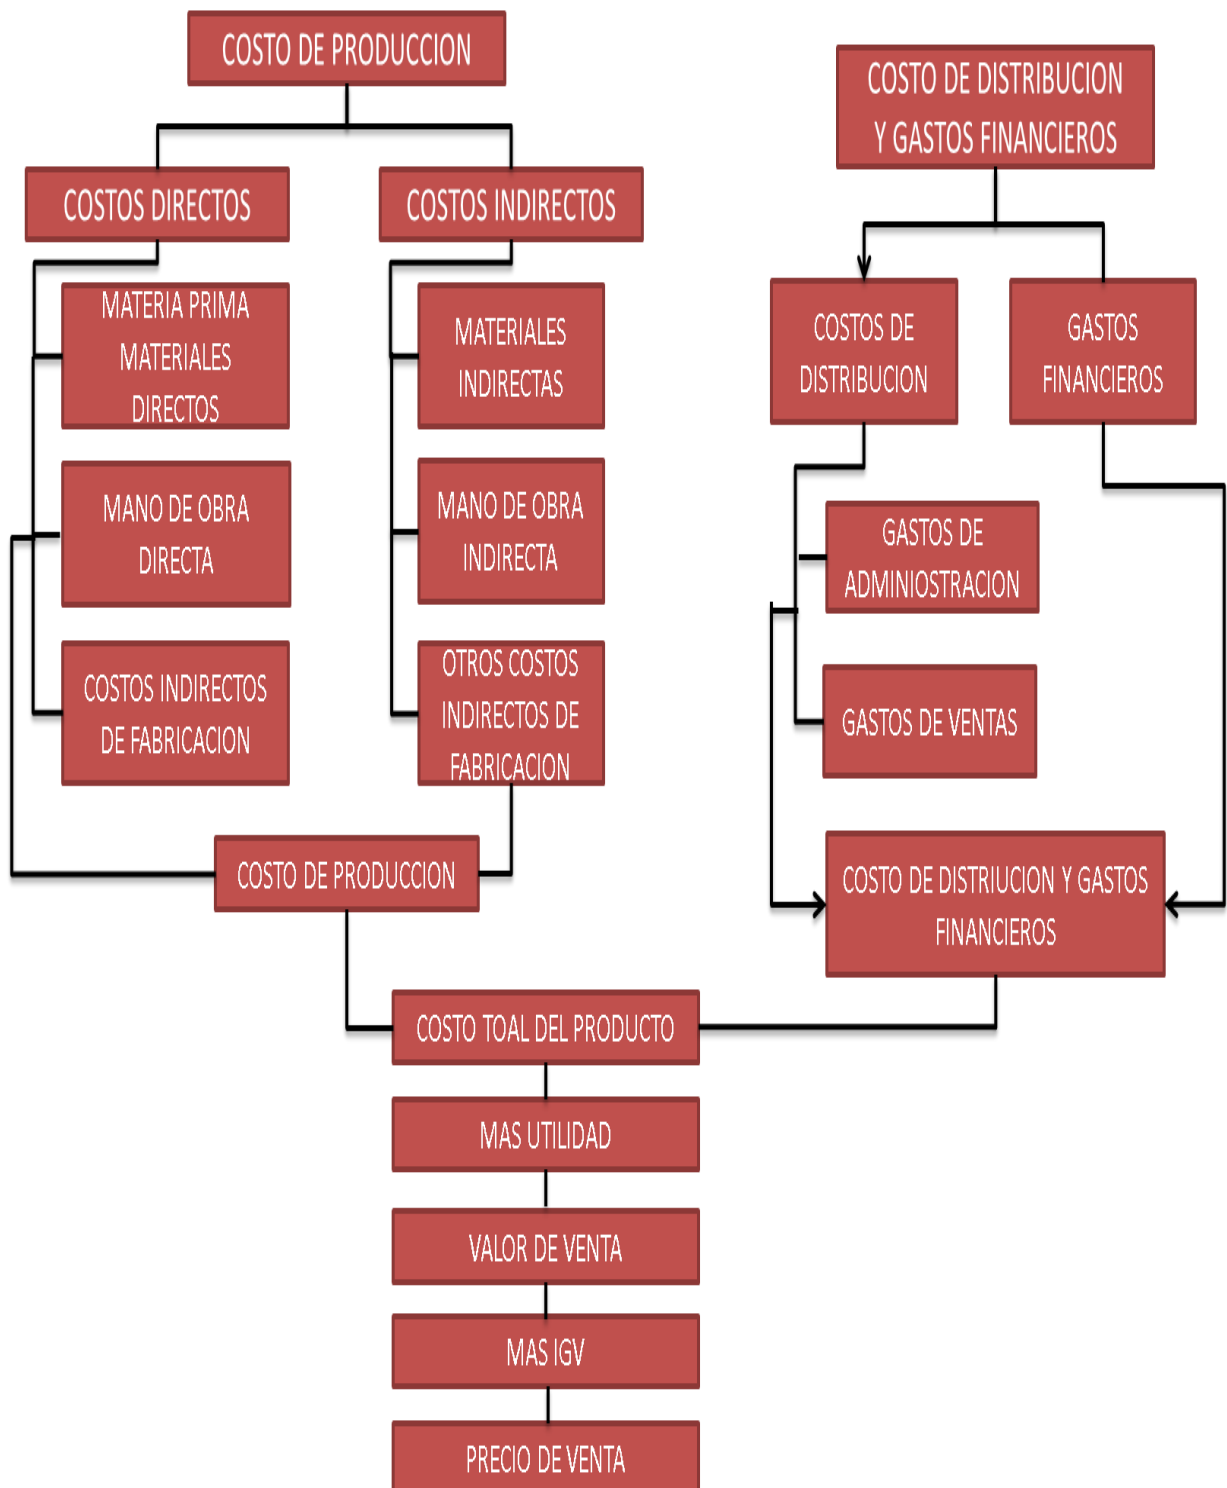 COSTO DE PRODUCCION
COSTO DE DISTRIBUCION
Y GASTOS FINANCIEROS
COSTOS DIRECTOS
COSTOS INDIRECTOS
MATERIA PRIMA
MATERIALES
DIRECTOS
MATERIALES
INDIRECTAS
COSTOS DE
DISTRIBUCION
GASTOS
FINANCIEROS
MANO DE OBRA
DIRECTA
MANO DE OBRA
INDIRECTA
GASTOS DE
ADMINIOSTRACION
COSTOS INDIRECTOS
DE FABRICACION
OTROS COSTOS
INDIRECTOS DE
FABRICACION
GASTOS DE VENTAS
COSTO DE PRODUCCION
COSTO DE DISTRIUCION Y GASTOS
FINANCIEROS
COSTO TOAL DEL PRODUCTO
MAS UTILIDAD
VALOR DE VENTA
MAS IGV
PRECIO DE VENTA